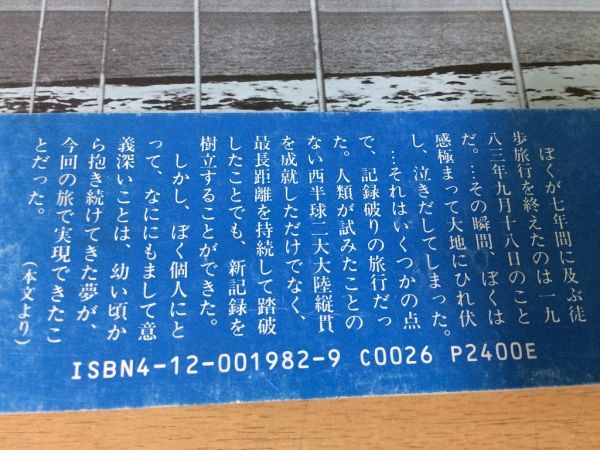 ぼくが七年間に及ぶ徒
歩旅行を終えたのは一九
八三年九月十八日のこと
だ。…その瞬間、ぼくは
感極まって大地にひれ伏
し、泣きだしてしまった。
…それはいくつかの点
で、記録破りの旅行だっ
た。人類が試みたことの
ない西半球二大大陸縦貫
を成就しただけでなく、
最長距離を持続して踏破
したことでも、新記録を
樹立することができた。
しかし、ぼく個人にと
って、なににもまして意
義深いことは、幼い頃か
ら抱き続けてきた夢が、
今回の旅で実現できたこ
とだった。
（本文より）
ISBN4-12-001982-9 C0026 P2400E